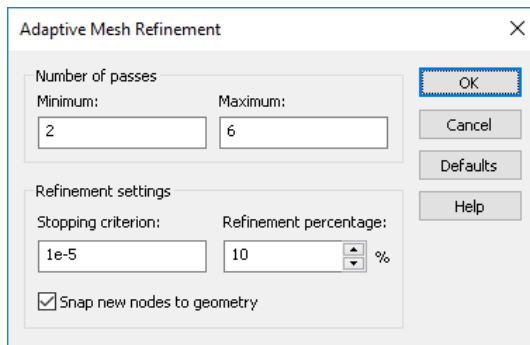 Adaptive Mesh Refinement
Number of passes
Minimum: Maximum:
2 6
Refinement settings
Stopping criterion: Refinement percentage:
1e-5 10 %
Snap new nodes to geometry
OK
Cancel
Defaults
Help